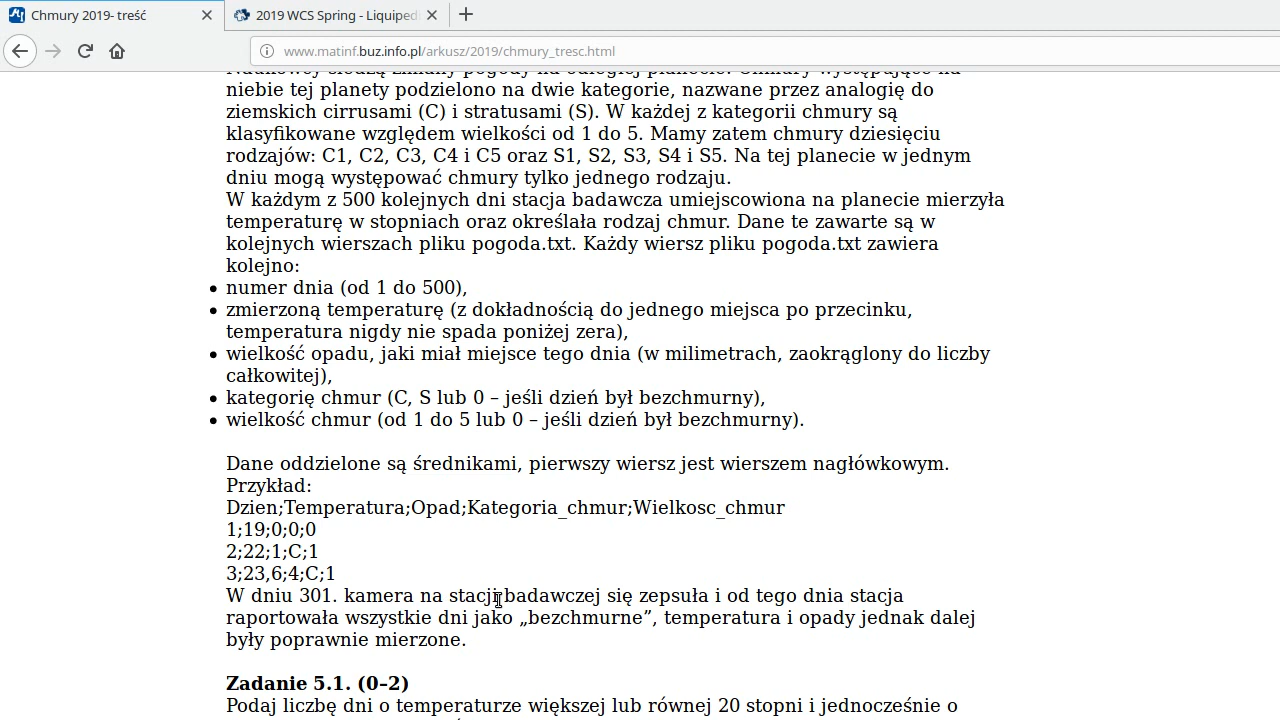 Chmury 2019- treść
2019 WCS Spring - Liquiped
www.matinf.buz.info.pl/arkusz/2019/chmury_tresc.html
Naukowcy śledzą zmiany pogody na odległej planecie. Chmury występujące na
niebie tej planety podzielono na dwie kategorie, nazwane przez analogię do
ziemskich cirrusami (C) i stratusami (S). W każdej z kategorii chmury są
klasyfikowane względem wielkości od 1 do 5. Mamy zatem chmury dziesięciu
rodzajów: C1, C2, C3, C4 i C5 oraz S1, S2, S3, S4 i S5. Na tej planecie w jednym
dniu mogą występować chmury tylko jednego rodzaju.
W każdym z 500 kolejnych dni stacja badawcza umiejscowiona na planecie mierzyła
temperaturę w stopniach oraz określała rodzaj chmur. Dane te zawarte są w
kolejnych wierszach pliku pogoda.txt. Każdy wiersz pliku pogoda.txt zawiera
kolejno:
• numer dnia (od 1 do 500),
• zmierzoną temperaturę (z dokładnością do jednego miejsca po przecinku,
temperatura nigdy nie spada poniżej zera),
• wielkość opadu, jaki miał miejsce tego dnia (w milimetrach, zaokrąglony do liczby
całkowitej),
• kategorię chmur (C, S lub 0 – jeśli dzień był bezchmurny),
• wielkość chmur (od 1 do 5 lub 0 – jeśli dzień był bezchmurny).
Dane oddzielone są średnikami, pierwszy wiersz jest wierszem nagłówkowym.
Przykład:
Dzien;Temperatura;Opad;Kategoria_chmur;Wielkosc_chmur
1;19;0;0;0
2;22;1;C;1
3;23,6;4;C;1
W dniu 301. kamera na stacji badawczej się zepsuła i od tego dnia stacja
raportowała wszystkie dni jako „bezchmurne”, temperatura i opady jednak dalej
były poprawnie mierzone.
Zadanie 5.1. (0–2)
Podaj liczbę dni o temperaturze większej lub równej 20 stopni i jednocześnie o